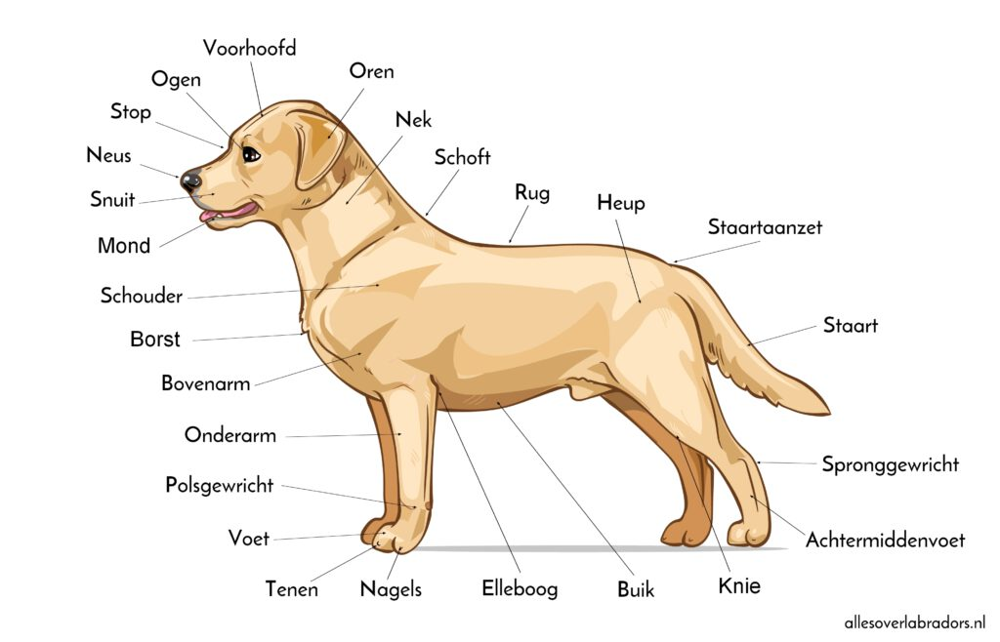 Voorhoofd
Ogen
Oren
Stop
Nek
Neus
Schoft
Snuit
Rug
Heup
Mond
Staartaanzet
Schouder
Borst
Staart
Bovenarm
Onderarm
Polsgewricht
Spronggewricht
Voet
Achtermiddenvoet
Tenen
Nagels
Elleboog
Buik
Knie
allesoverlabradors.nl